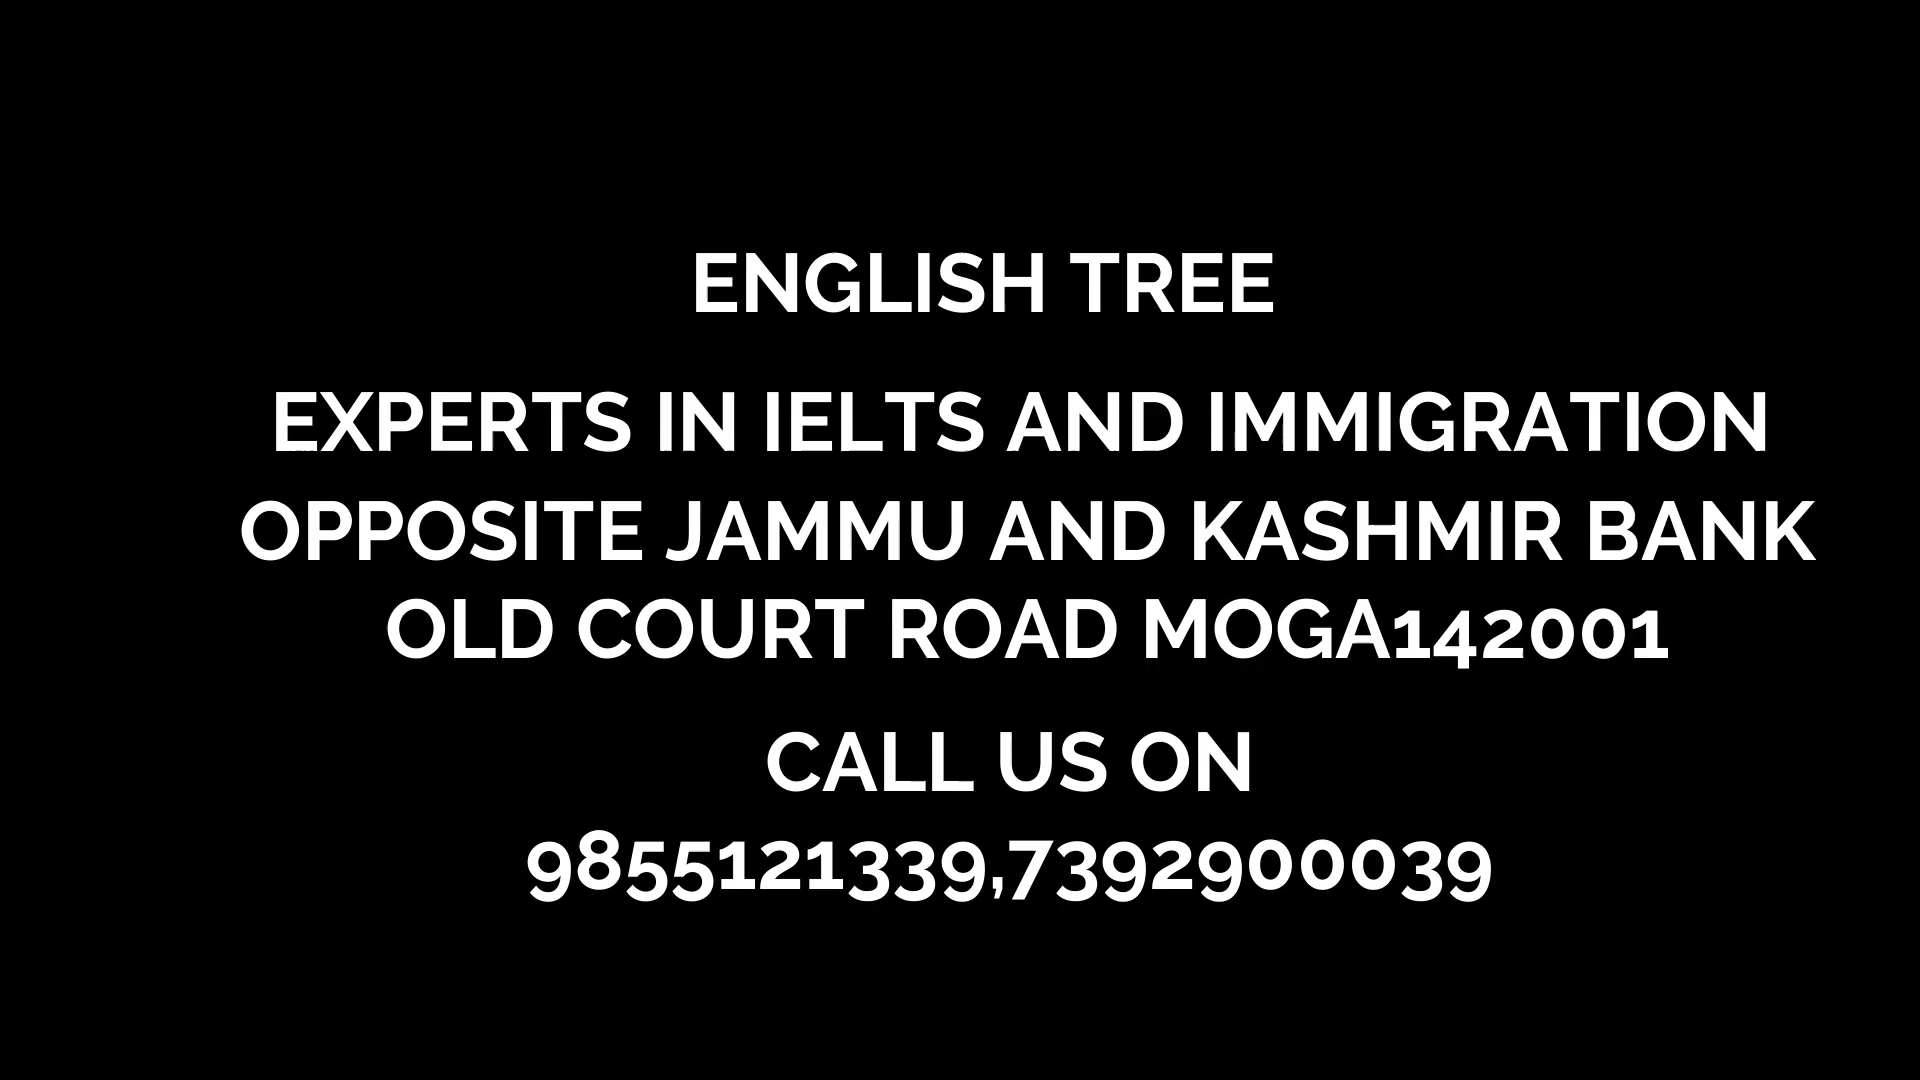 ENGLISH TREE
EXPERTS IN IELTS AND IMMIGRATION
OPPOSITE JAMMU AND KASHMIR BANK
OLD COURT ROAD MOGA142001
CALL US ON
9855121339,7392900039